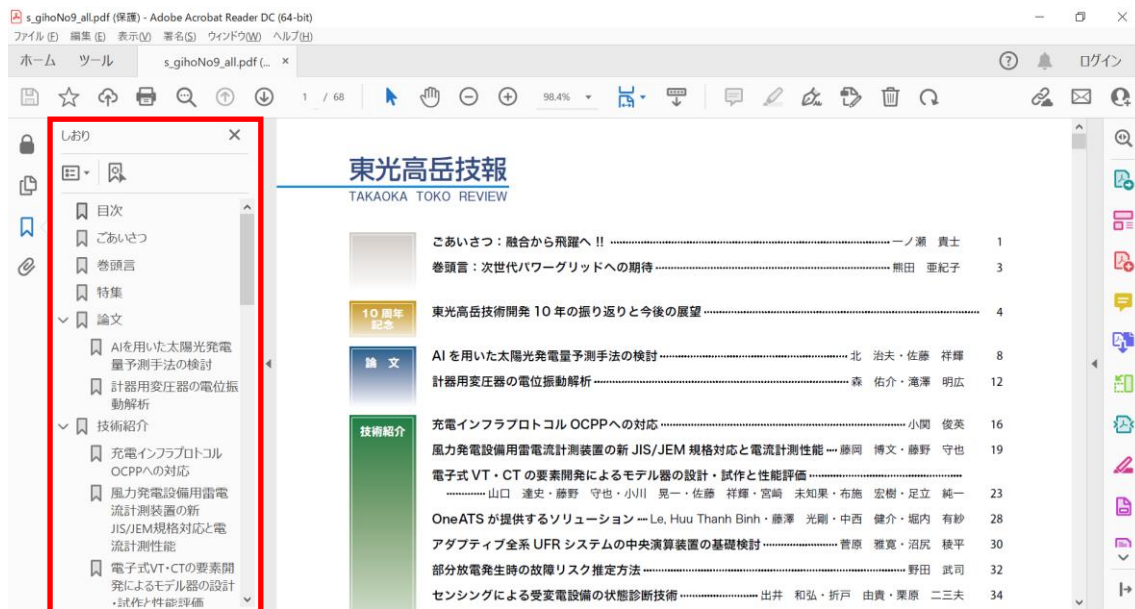 s_gihoNo9_all.pdf (保護) - Adobe Acrobat Reader DC (64-bit)
ファイル(F) 編集(E) 表示(V) 署名(S) ウィンドウ(W) ヘルプ(H)
ホーム ツール s_gihoNo9_all.pdf (... × ログイン
1 / 68 98.4%
しおり
目次
ごあいさつ
巻頭言
特集
論文
AIを用いた太陽光発電
量予測手法の検討
計器用変圧器の電位振
動解析
技術紹介
充電インフラプロトコル
OCPPへの対応
風力発電設備用雷電
流計測装置の新
JIS/JEM規格対応と電
流計測性能
電子式VT・CTの要素開
発によるモデル器の設計
・試作と性能評価
東光高岳技報
TAKAOKA TOKO REVIEW
ごあいさつ:融合から飛躍へ !! 一ノ瀬 貴士 1
巻頭言:次世代パワーグリッドへの期待 熊田 亜紀子 3
10周年
記念
東光高岳技術開発 10 年の振り返りと今後の展望 4
論文
AI を用いた太陽光発電量予測手法の検討 北 治夫・佐藤 祥輝 8
計器用変圧器の電位振動解析 森 佑介・滝澤 明広 12
技術紹介
充電インフラプロトコル OCPPへの対応 小関 俊英 16
風力発電設備用雷電流計測装置の新 JIS/JEM 規格対応と電流計測性能 藤岡 博文・藤野 守也 19
電子式 VT・CT の要素開発によるモデル器の設計・試作と性能評価
山口 達史・藤野 守也・小川 晃一・佐藤 祥輝・宮崎 未知果・布施 宏樹・足立 純一 23
OneATS が提供するソリューション Le, Huu Thanh Binh・藤澤 光剛・中西 健介・堀内 有紗 28
アダプティブ全系 UFR システムの中央演算装置の基礎検討 菅原 雅寛・沼尻 稜平 30
部分放電発生時の故障リスク推定方法 野田 武司 32
センシングによる受変電設備の状態診断技術 出井 和弘・折戸 由貴・栗原 二三夫 34